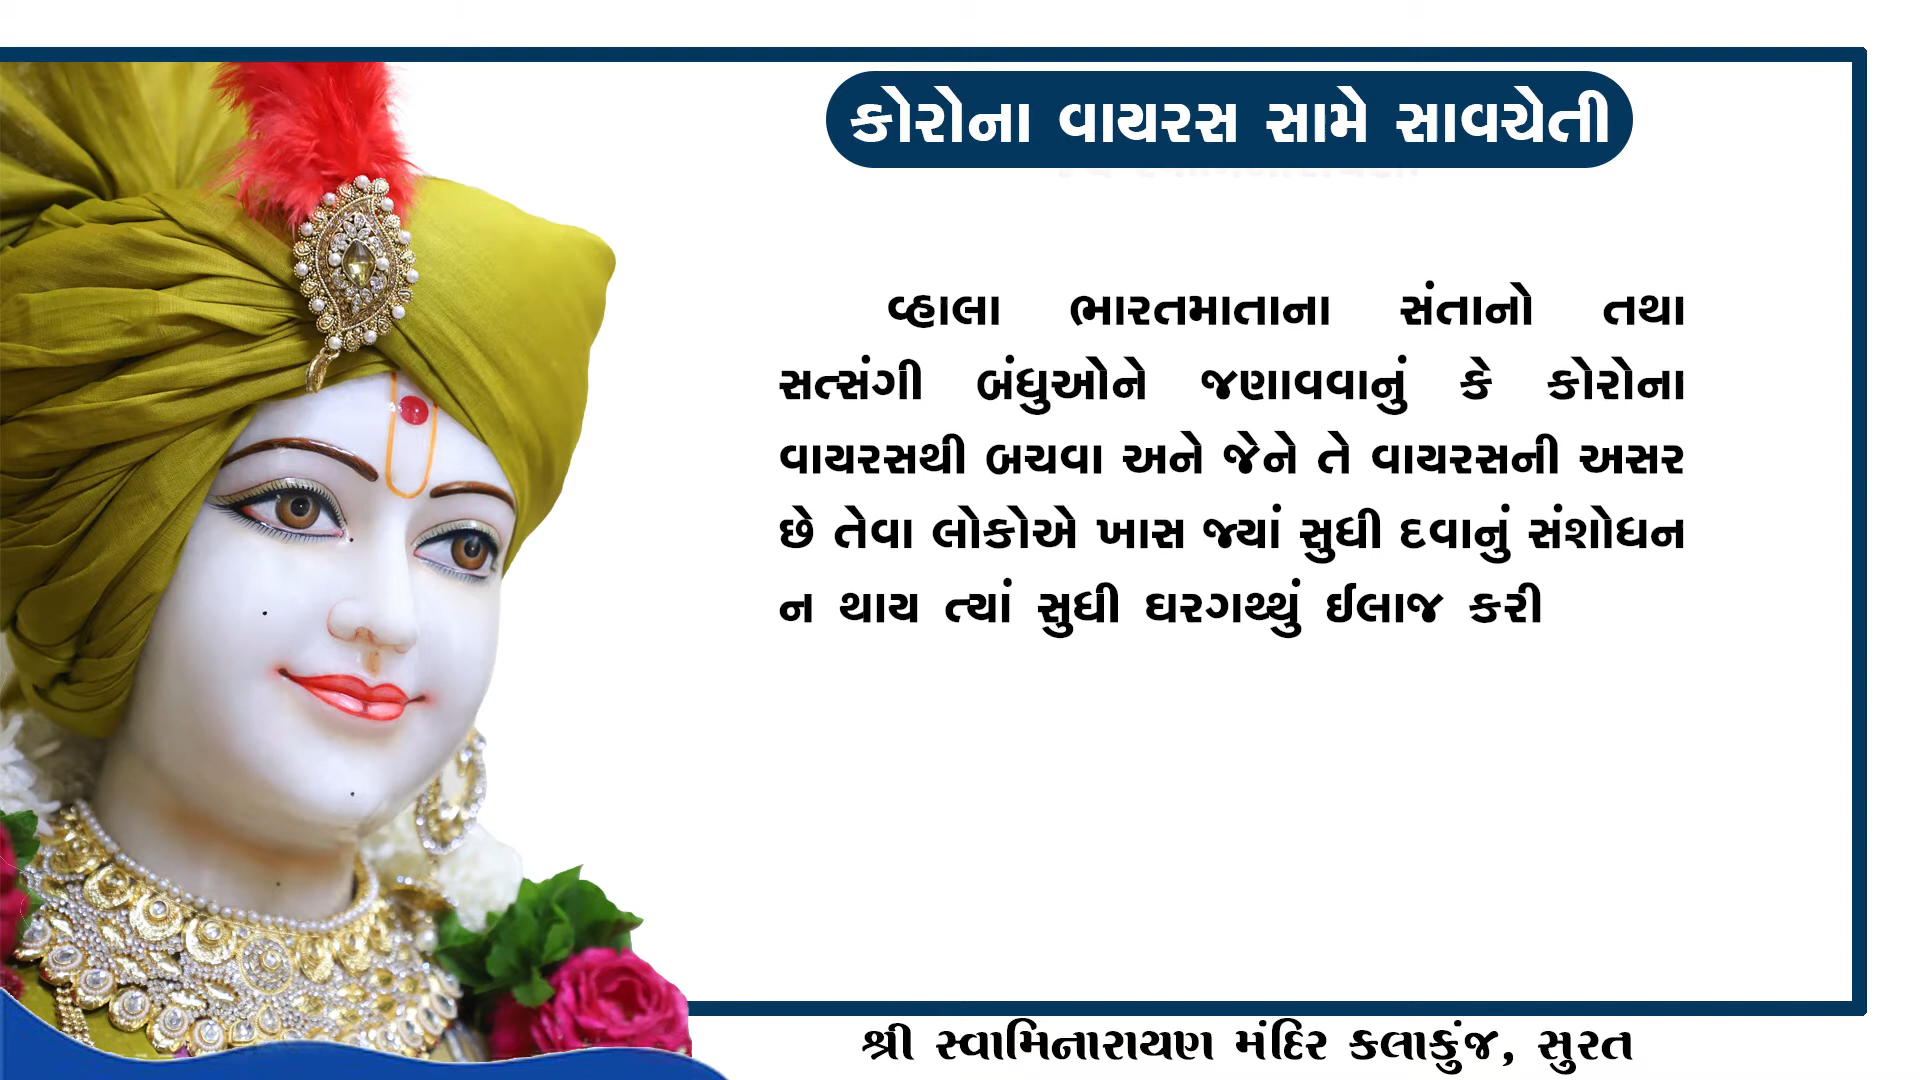 કોરોના વાયરસ સામે સાવચેતી
વ્હાલા ભારતમાતાના સંતાનો તથા
સત્સંગી બંધુઓને જણાવવાનું કે કોરોના
વાયરસથી બચવા અને જેને તે વાયરસની અસર
છે તેવા લોકોએ ખાસ જ્યાં સુધી દવાનું સંશોધન
ન થાય ત્યાં સુધી ઘરગથ્થું ઈલાજ કરી
શ્રી સ્વામિનારાયણ મંદિર કલાકુંજ, સુરત